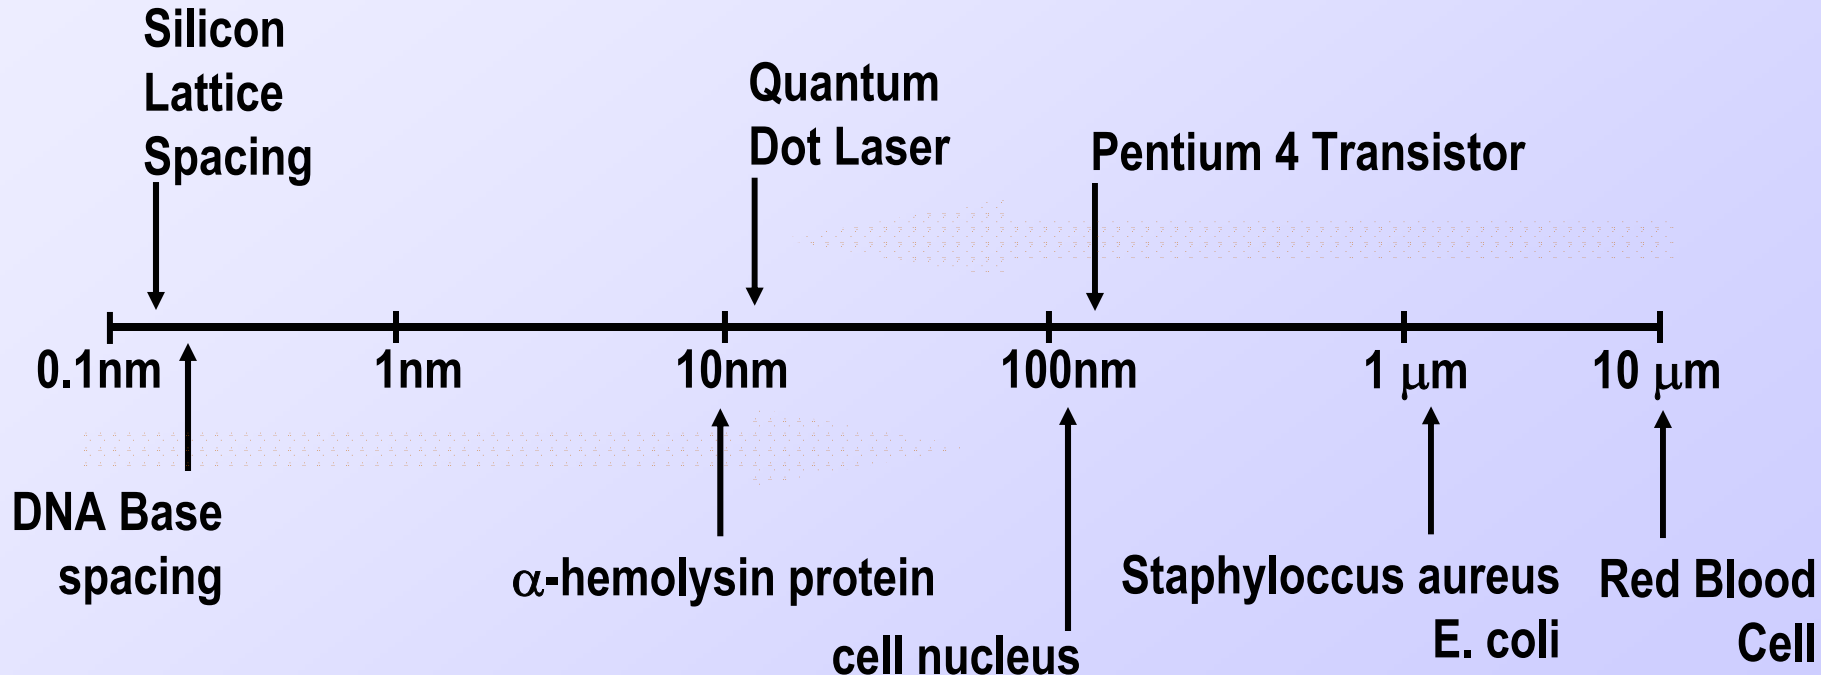 Silicon
Lattice
Spacing
Quantum
Dot Laser
Pentium 4 Transistor
0.1nm
1nm
10nm
100nm
1 μm
10 μm
DNA Base
spacing
α-hemolysin protein
cell nucleus
Staphyloccus aureus
E. coli
Red Blood
Cell